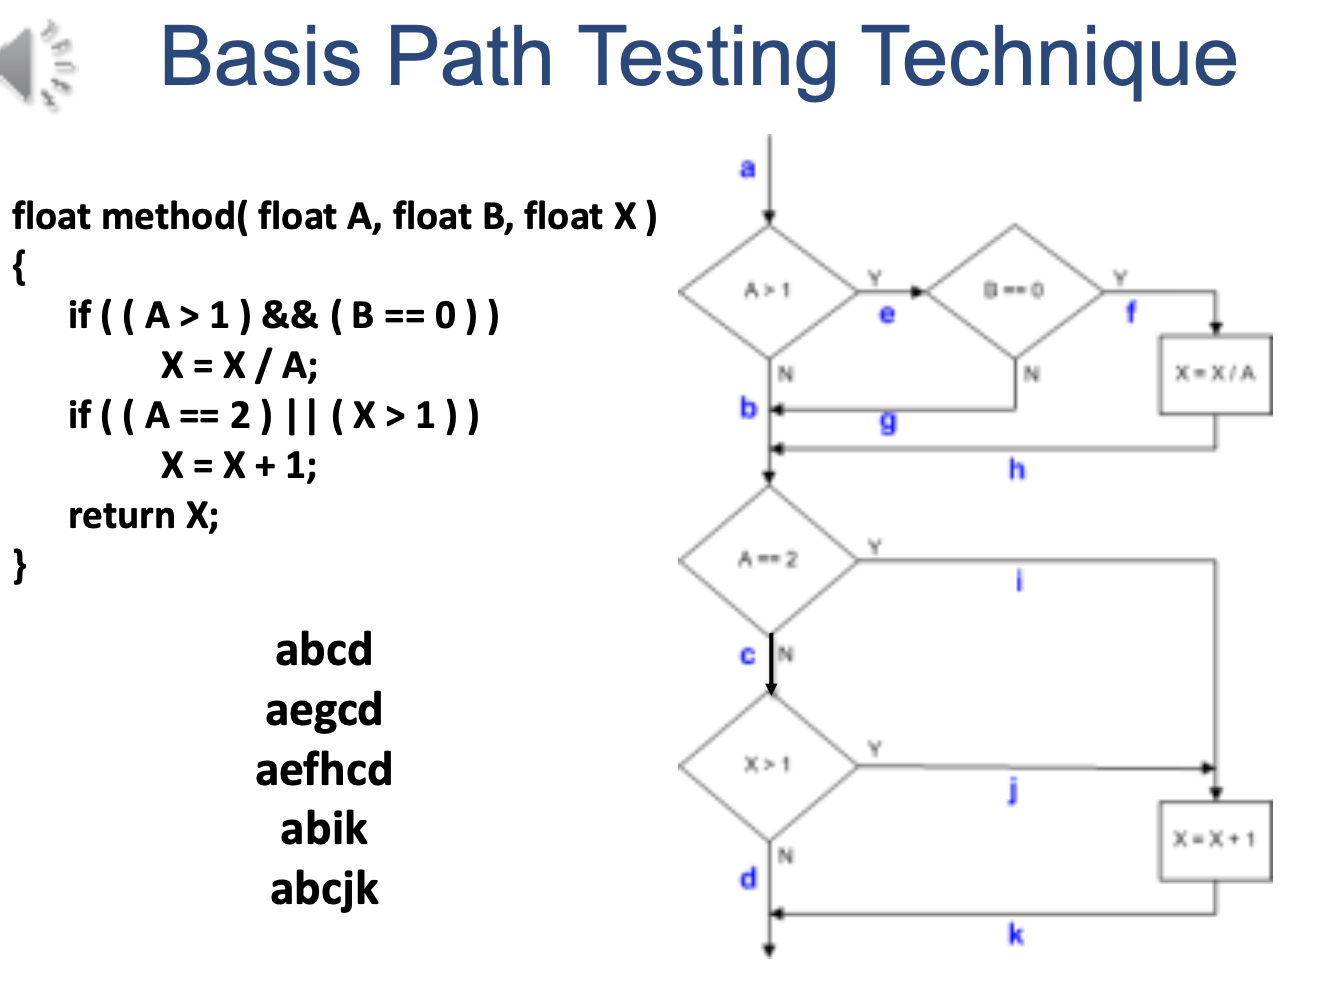 Basis Path Testing Technique
float method( float A, float B, float X )
{
if ( ( A > 1 ) && ( B == 0 ) )
X = X / A;
if ( ( A == 2 ) || ( X > 1 ) )
X = X + 1;
return X;
}
abcd
aegcd
aefhcd
abik
abcjk
a
A > 1
Y
e
B == 0
Y
f
X = X / A
N
N
b
g
h
A == 2
Y
i
c
N
X > 1
Y
j
X = X + 1
N
d
k